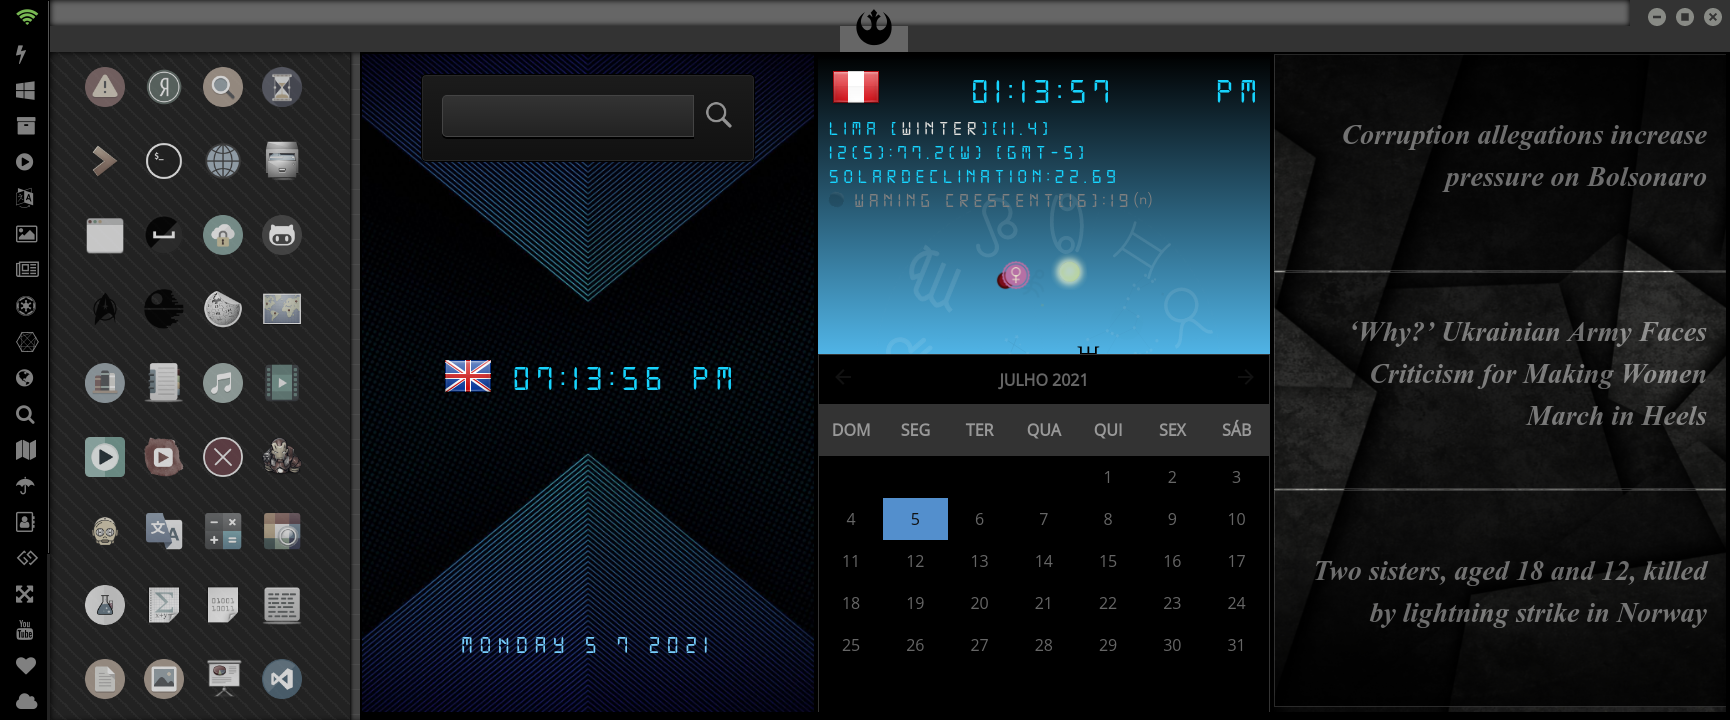 01:13:57 PM
LIMA [WINTER][11.4]
12(S):77.2(W) (GMT-5)
SOLARDECLINATION:22.69
WANING CRESCENT[16]:19(n)
07:13:56 PM
MONDAY 5 7 2021
JULHO 2021
DOM SEG TER QUA QUI SEX SÁB
1 2 3
4 5 6 7 8 9 10
11 12 13 14 15 16 17
18 19 20 21 22 23 24
25 26 27 28 29 30 31
Corruption allegations increase
pressure on Bolsonaro
‘Why?’ Ukrainian Army Faces
Criticism for Making Women
March in Heels
Two sisters, aged 18 and 12, killed
by lightning strike in Norway
You
Tube
Я
$_
文
A
01001
10011
Σ
x+y